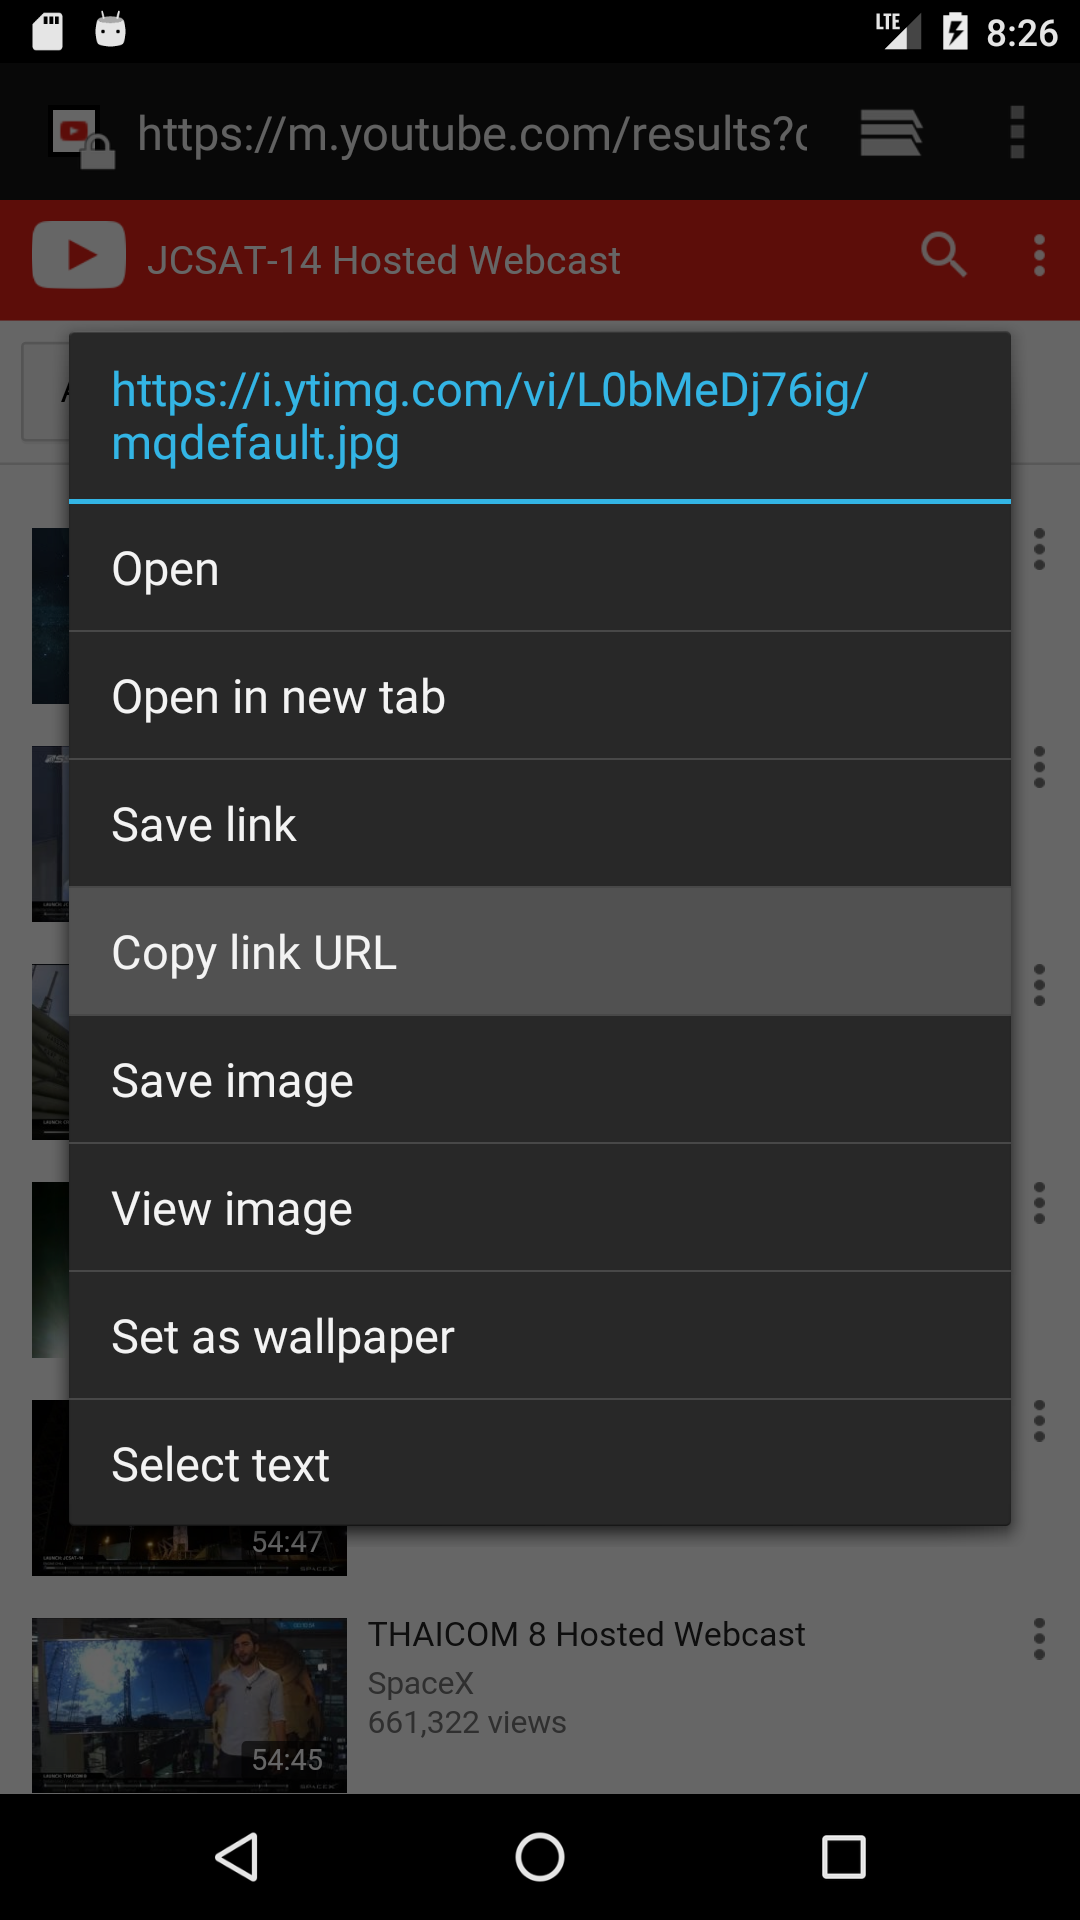 LTE
8:26
https://m.youtube.com/results?
JCSAT-14 Hosted Webcast
https://i.ytimg.com/vi/L0bMeDj76ig/
mqdefault.jpg
Open
Open in new tab
Save link
Copy link URL
Save image
View image
Set as wallpaper
Select text
54:47
THAICOM 8 Hosted Webcast
SpaceX
661,322 views
54:45